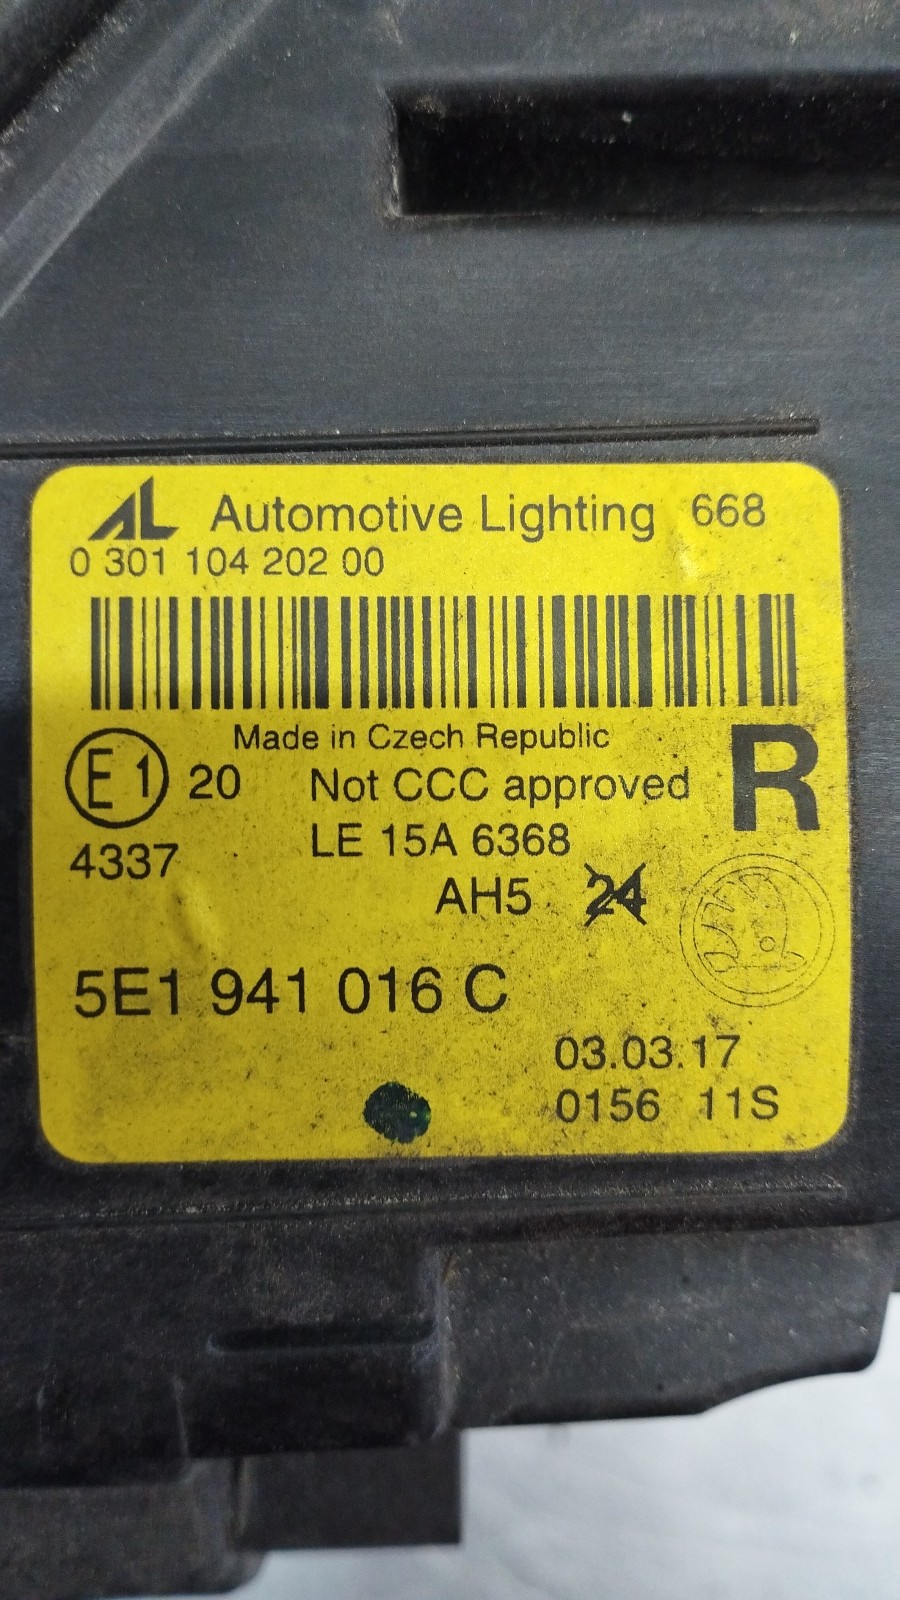 AL Automotive Lighting 668
0 301 104 202 00
Made in Czech Republic
E1 20 Not CCC approved R
4337 LE 15A 6368
AH5 24
5E1 941 016 C
03.03.17
0156 11S